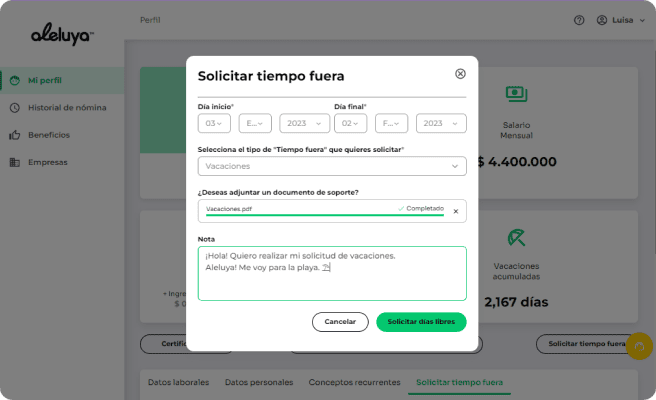 aleluya™
Perfil
Luisa
Mi perfil
Historial de nómina
Beneficios
Empresas
Solicitar tiempo fuera
Día inicio*
Día final*
03
E...
2023
02
F...
2023
Selecciona el tipo de "Tiempo fuera" que quieres solicitar*
Vacaciones
¿Deseas adjuntar un documento de soporte?
Vacaciones.pdf
Completado
Nota
¡Hola! Quiero realizar mi solicitud de vacaciones.
Aleluya! Me voy para la playa.
Cancelar
Solicitar días libres
Salario
Mensual
$ 4.400.000
Vacaciones
acumuladas
2,167 días
+ Ingre
$ 0
Certifi
Solicitar tiempo fuera
Datos laborales
Datos personales
Conceptos recurrentes
Solicitar tiempo fuera